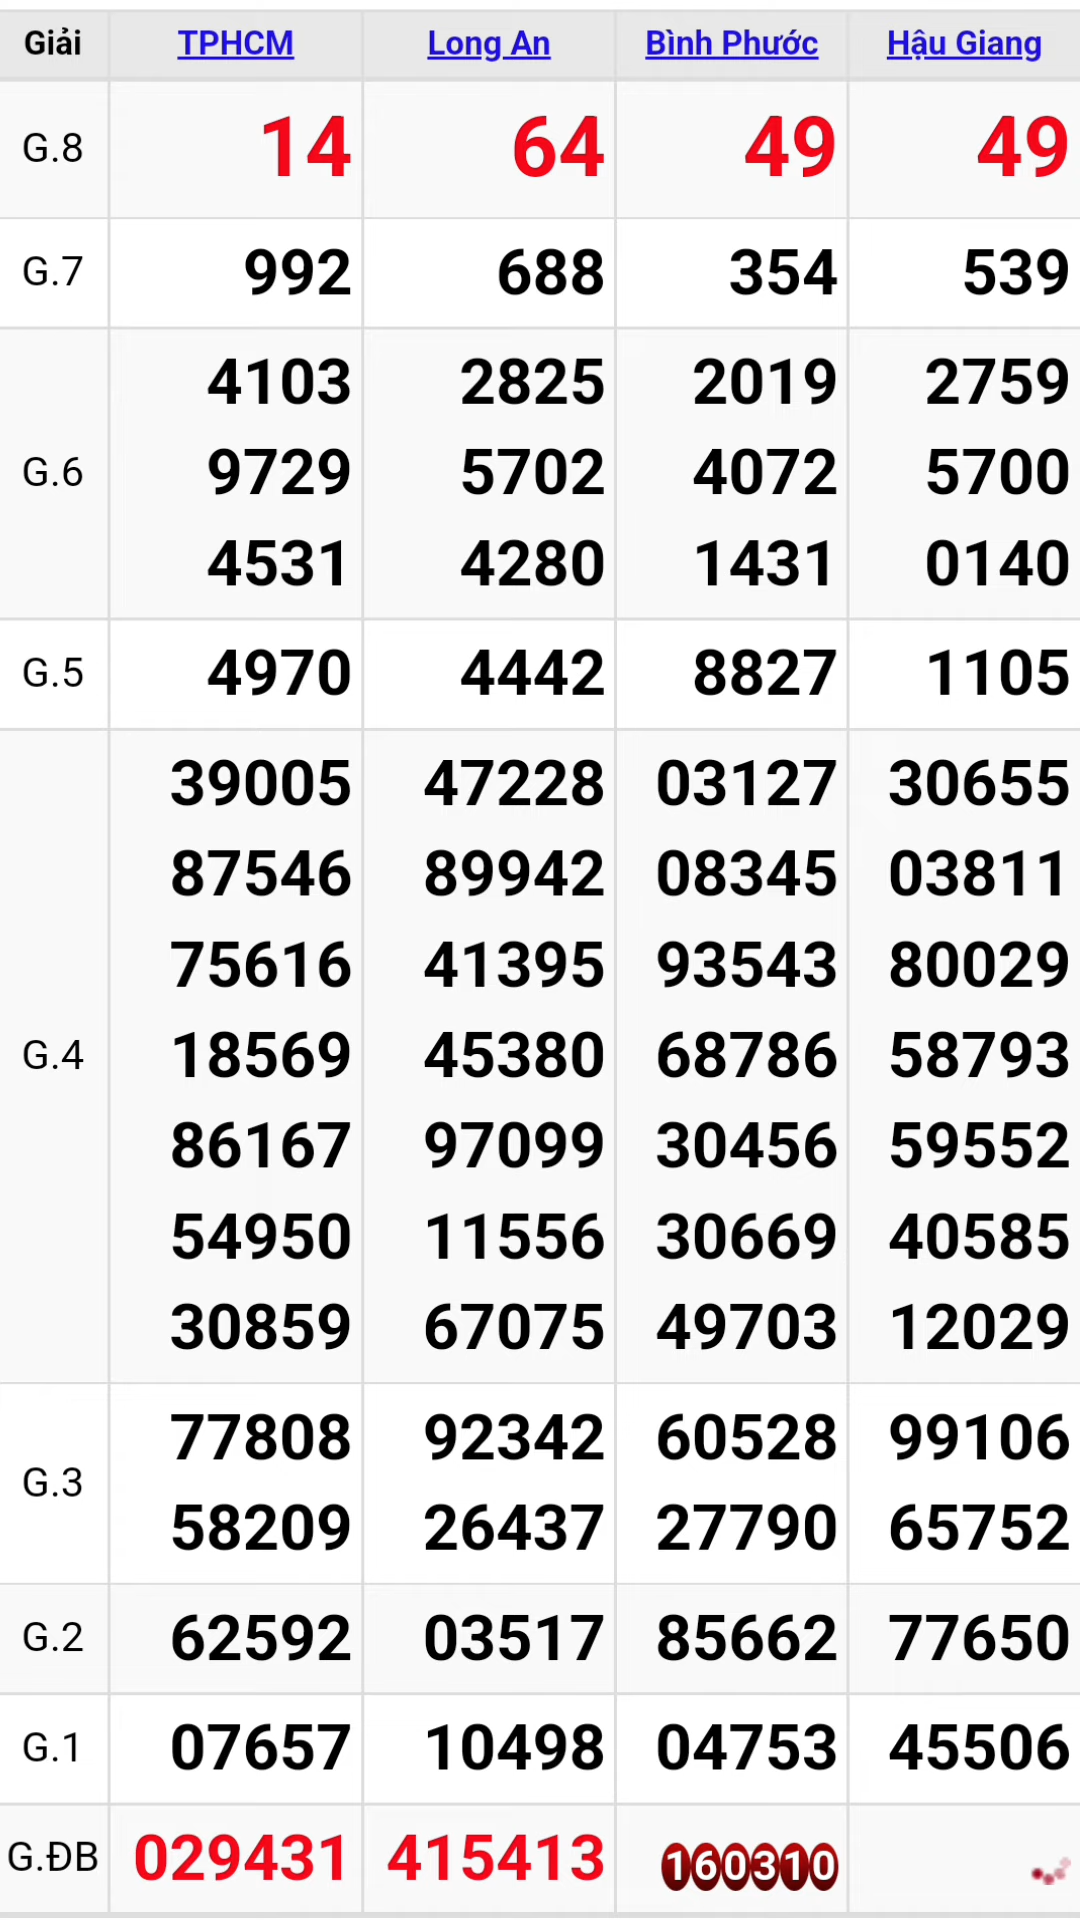 Giải TPHCM Long An Bình Phước Hậu Giang
G.8 14 64 49 49
G.7 992 688 354 539
4103 2825 2019 2759
G.6 9729 5702 4072 5700
4531 4280 1431 0140
G.5 4970 4442 8827 1105
39005 47228 03127 30655
87546 89942 08345 03811
75616 41395 93543 80029
G.4 18569 45380 68786 58793
86167 97099 30456 59552
54950 11556 30669 40585
30859 67075 49703 12029
G.3 77808 92342 60528 99106
58209 26437 27790 65752
G.2 62592 03517 85662 77650
G.1 07657 10498 04753 45506
G.ĐB 029431 415413 160310